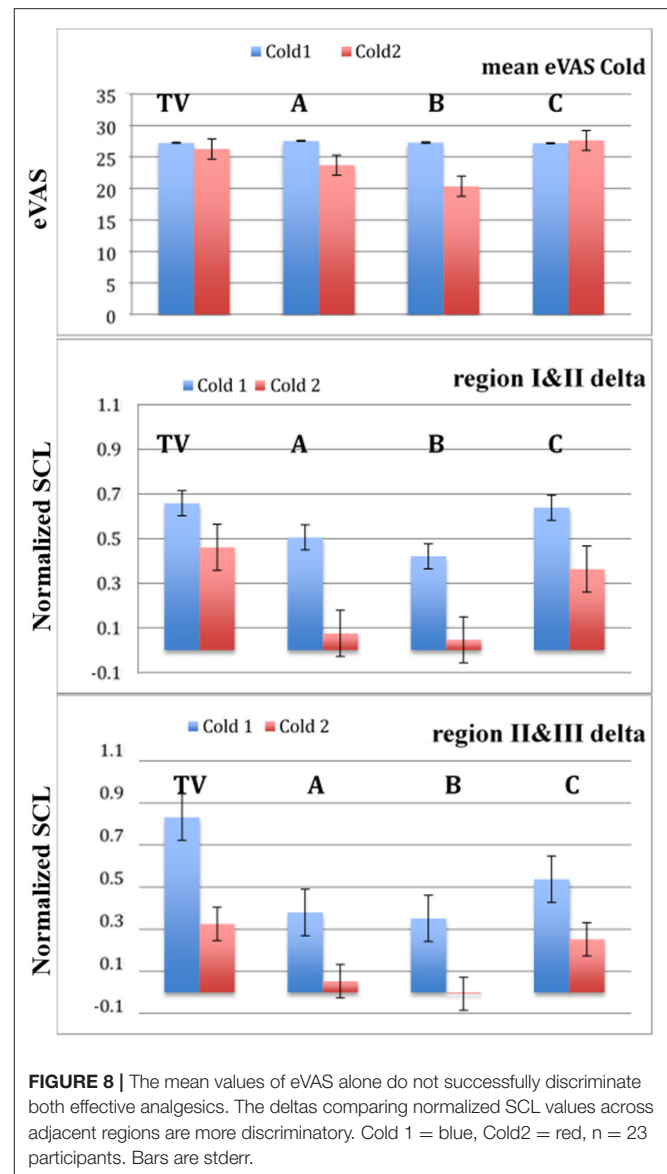 Cold1 Cold2
mean eVAS Cold
35
30
25
20
15
10
5
0
TV A B C
eVAS
Cold 1 Cold 2
region I&II delta
1.1
0.9
0.7
0.5
0.3
0.1
-0.1
TV A B C
Normalized SCL
Cold 1 Cold 2
region II&III delta
1.1
0.9
0.7
0.5
0.3
0.1
-0.1
TV A B C
Normalized SCL
FIGURE 8 | The mean values of eVAS alone do not successfully discriminate
both effective analgesics. The deltas comparing normalized SCL values across
adjacent regions are more discriminatory. Cold 1 = blue, Cold2 = red, n = 23
participants. Bars are stderr.